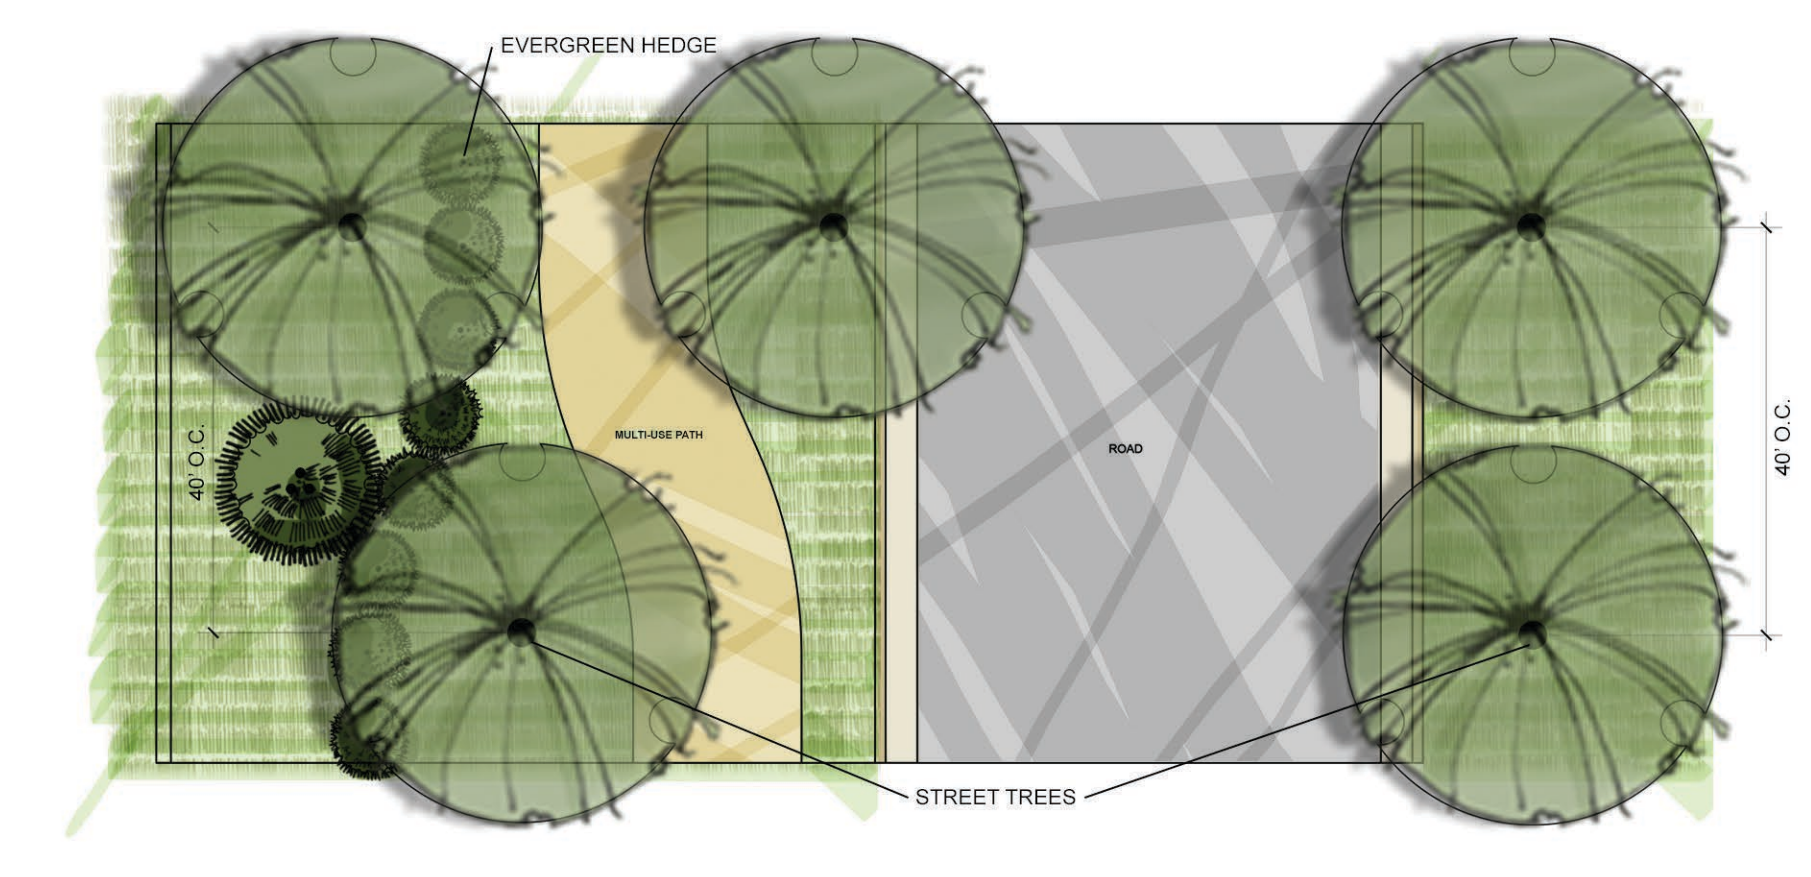 EVERGREEN HEDGE
MULTI-USE PATH
ROAD
40' O.C.
40' O.C.
STREET TREES